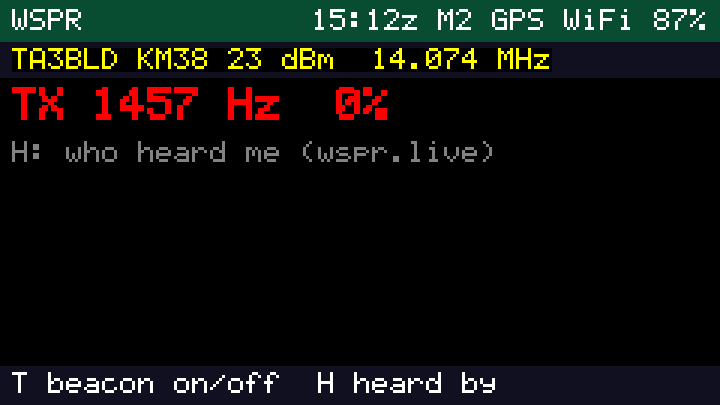 WSPR 15:12z M2 GPS WiFi 87%
TA3BLD KM38 23 dBm 14.074 MHz
TX 1457 Hz 0%
H: who heard me (wspr.live)
T beacon on/off H heard by